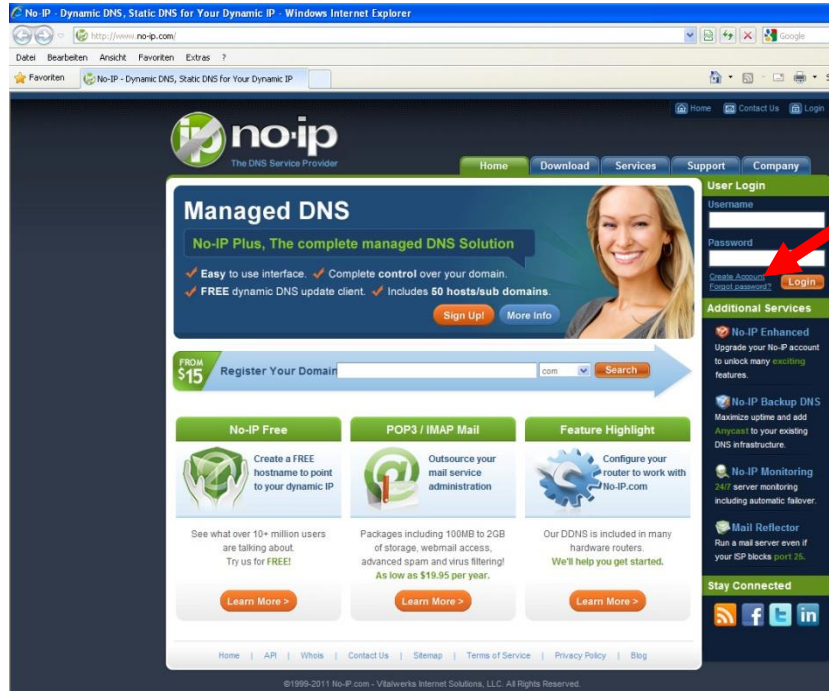 No-IP - Dynamic DNS, Static DNS for Your Dynamic IP - Windows Internet Explorer
http://www.no-ip.com/
Google
Datei Bearbeiten Ansicht Favoriten Extras ?
Favoriten
No-IP - Dynamic DNS, Static DNS for Your Dynamic IP
Home Contact Us Login
ip no·ip
The DNS Service Provider
Home Download Services Support Company
Managed DNS
No-IP Plus, The complete managed DNS Solution
Easy to use interface. Complete control over your domain.
FREE dynamic DNS update client. Includes 50 hosts/sub domains.
Sign Up! More Info
User Login
Username
Password
Create Account
Forgot password?
Login
FROM
$15
Register Your Domain
com
Search
No-IP Free
Create a FREE
hostname to point
to your dynamic IP
See what over 10+ million users
are talking about.
Try us for FREE!
Learn More >
POP3 / IMAP Mail
Outsource your
mail service
administration
Packages including 100MB to 2GB
of storage, webmail access,
advanced spam and virus filtering!
As low as $19.95 per year.
Learn More >
Feature Highlight
Configure your
router to work with
No-IP.com
Our DDNS is included in many
hardware routers.
We'll help you get started.
Learn More >
Additional Services
No-IP Enhanced
Upgrade your No-IP account
to unlock many exciting
features.
No-IP Backup DNS
Maximize uptime and add
Anycast to your existing
DNS infrastructure.
No-IP Monitoring
24/7 server monitoring
including automatic failover.
Mail Reflector
Run a mail server even if
your ISP blocks port 25.
Stay Connected
Home | API | Whois | Contact Us | Sitemap | Terms of Service | Privacy Policy | Blog
©1999-2011 No-IP.com - Vitalwerks Internet Solutions, LLC. All Rights Reserved.